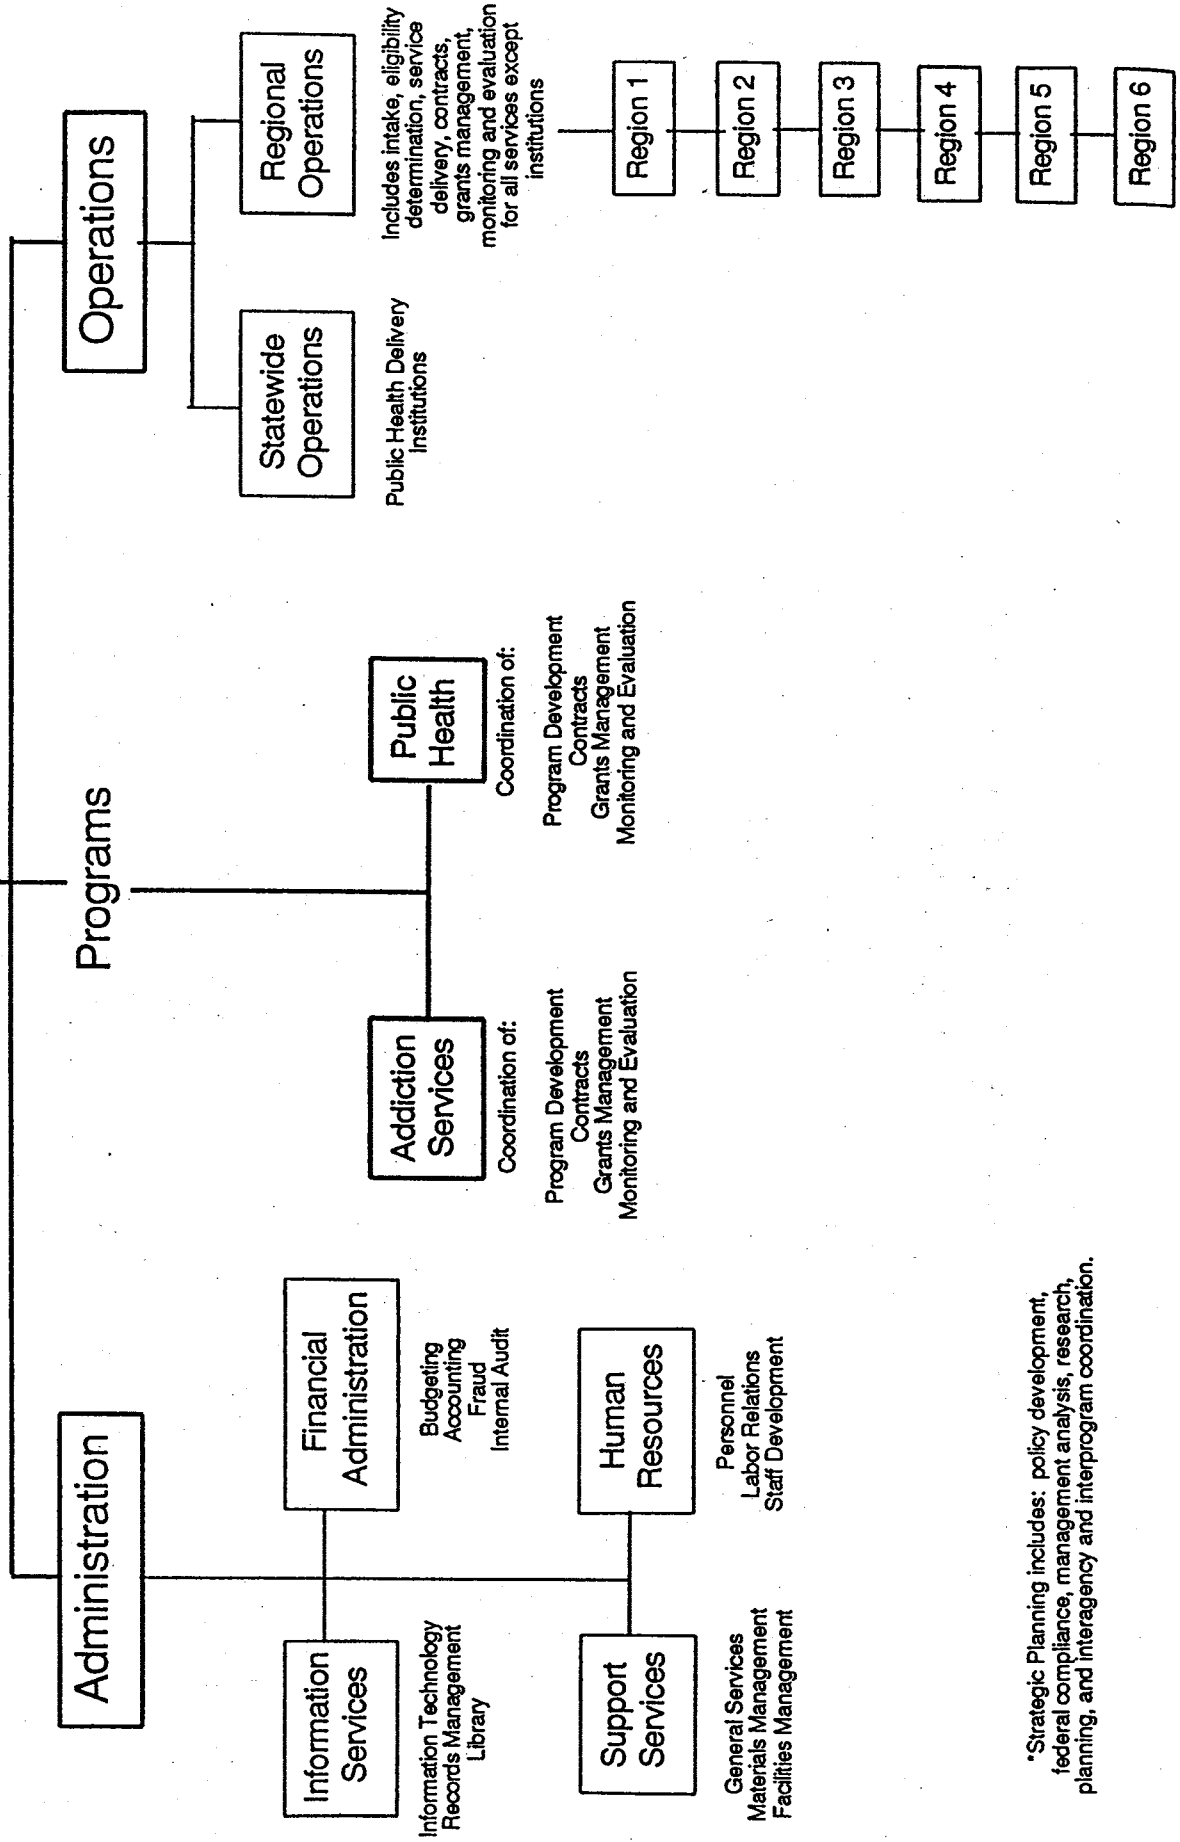 Administration
Programs
Operations
Information
Services
Information Technology
Records Management
Library
Financial
Administration
Budgeting
Accounting
Fraud
Internal Audit
Support
Services
General Services
Materials Management
Facilities Management
Human
Resources
Personnel
Labor Relations
Staff Development
Addiction
Services
Coordination of:
Program Development
Contracts
Grants Management
Monitoring and Evaluation
Public
Health
Coordination of:
Program Development
Contracts
Grants Management
Monitoring and Evaluation
Statewide
Operations
Public Health Delivery
Institutions
Regional
Operations
Includes intake, eligibility
determination, service
delivery, contracts,
grants management,
monitoring and evaluation
for all services except
institutions
Region 1
Region 2
Region 3
Region 4
Region 5
Region 6
*Strategic Planning includes: policy development,
federal compliance, management analysis, research,
planning, and interagency and interprogram coordination.